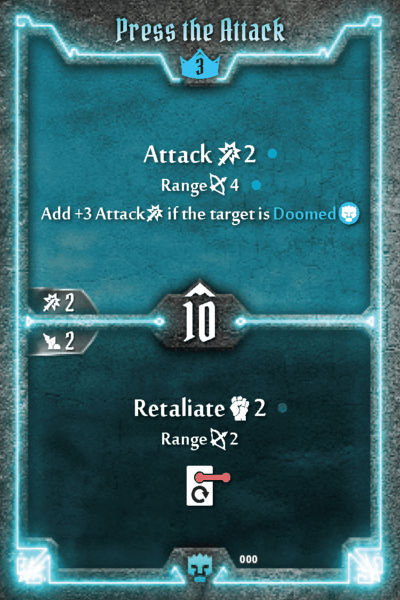 Press the Attack
3
Attack 2
Range 4
Add +3 Attack if the target is Doomed
2
10
2
Retaliate 2
Range 2
000